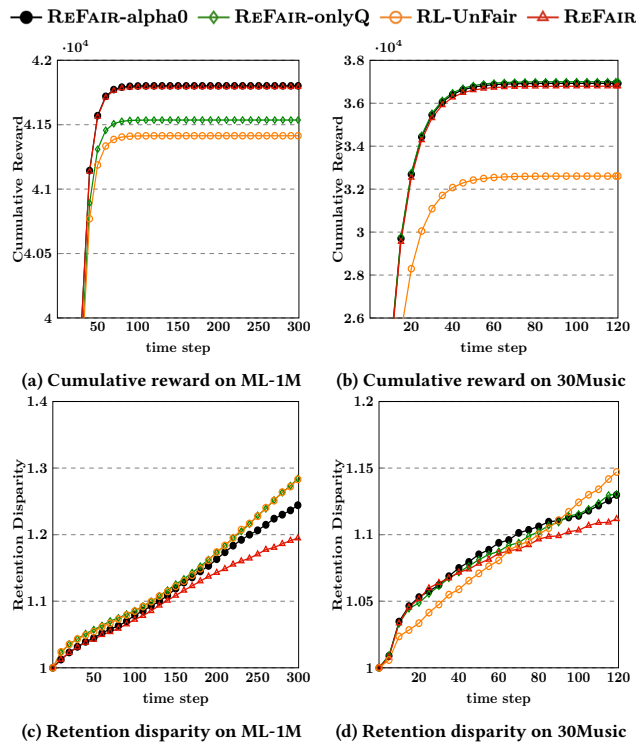 REFAIR-alpha0 REFAIR-onlyQ RL-UnFair REFAIR
·10⁴ ·10⁴
4.2 4.15 4.1 4.05 4
Cumulative Reward
50 100 150 200 250 300
time step
3.8 3.6 3.4 3.2 3 2.8 2.6
Cumulative Reward
20 40 60 80 100 120
time step
(a) Cumulative reward on ML-1M (b) Cumulative reward on 30Music
1.4 1.3 1.2 1.1 1
Retention Disparity
50 100 150 200 250 300
time step
1.2 1.15 1.1 1.05 1
Retention Disparity
20 40 60 80 100 120
time step
(c) Retention disparity on ML-1M (d) Retention disparity on 30Music